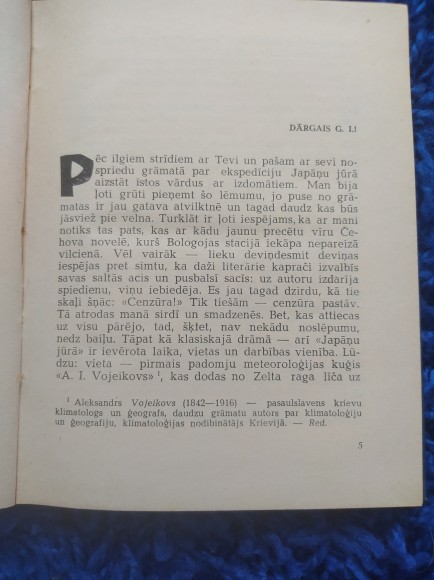 DĀRGAIS G. I.!
Pēc ilgiem strīdiem ar Tevi un pašam ar sevi no-
spriedu grāmatā par ekspedīciju Japāņu jūrā
aizstāt īstos vārdus ar izdomātiem. Man bija
ļoti grūti pieņemt šo lēmumu, jo puse no grā-
matas ir jau gatava atvilktnē un tagad daudz kas būs
jāsviež pie velna. Turklāt ir ļoti iespējams, ka ar mani
notiks tas pats, kas ar kādu jaunu precētu vīru Če-
hova novelē, kurš Bologojas stacijā iekāpa nepareizā
vilcienā. Vēl vairāk — lieku deviņdesmit deviņas
iespējas pret simtu, ka daži literārie kaprači izvalbīs
savas saltās acis un pusbalsī sacīs: uz autoru izdarīja
spiedienu, viņu iebiedēja. Es jau tagad dzirdu, kā tie
skaļi šņāc: «Cenzūra!» Tik tiešām — cenzūra pastāv.
Tā atrodas manā sirdī un smadzenēs. Bet, kas attiecas
uz visu pārējo, tad, šķtet, nav nekādu noslēpumu,
nedz baiļu. Tāpat kā klasiskajā drāmā — arī «Japāņu
jūrā» ir ievērota laika, vietas un darbības vienība. Lū-
dzu: vieta — pirmais padomju meteoroloģijas kuģis
«A. I. Vojeikovs» ¹, kas dodas no Zelta raga līča uz
¹ Aleksandrs Vojeikovs (1842—1916) — pasaulslavens krievu
klimatologs un ģeogrāfs, daudzu grāmatu autors par klimatoloģiju
un ģeogrāfiju, klimatoloģijas nodibinātājs Krievijā. — Red.
5